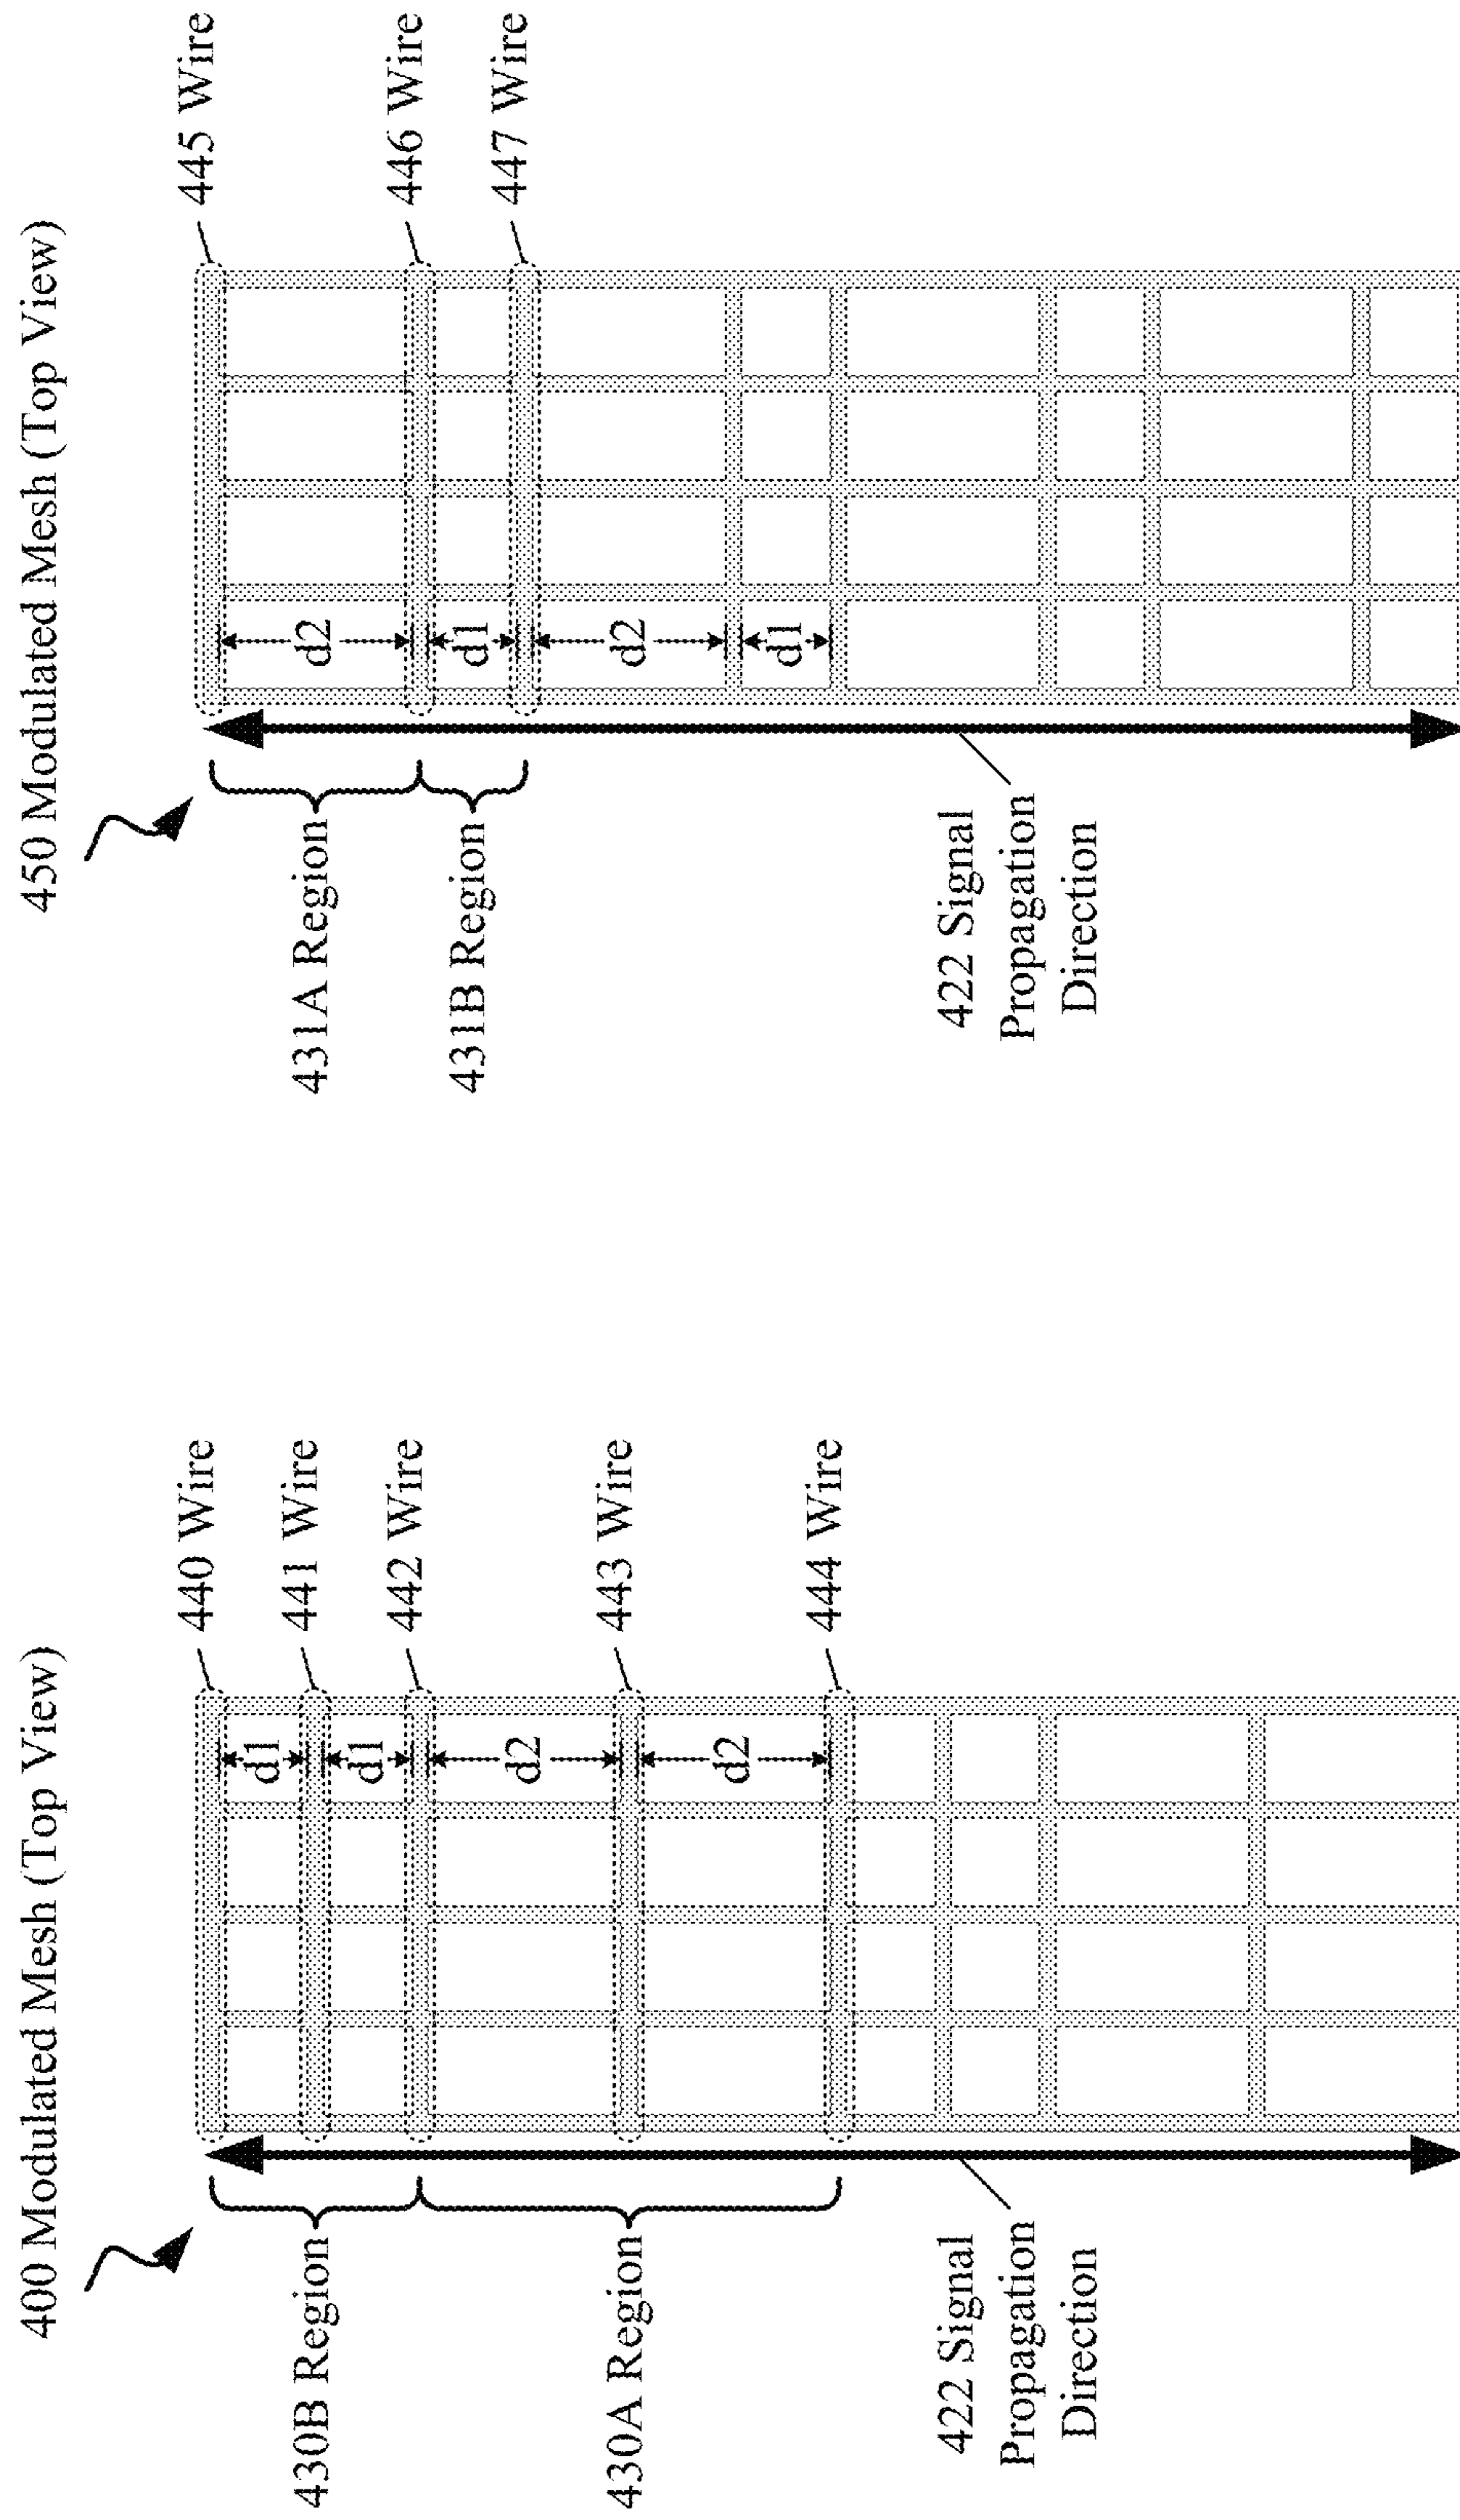 400 Modulated Mesh (Top View)
440 Wire
d1
441 Wire
430B Region
d1
442 Wire
d2
443 Wire
430A Region
d2
444 Wire
422 Signal
Propagation
Direction
450 Modulated Mesh (Top View)
445 Wire
431A Region
d2
446 Wire
431B Region
d1
447 Wire
d2
d1
422 Signal
Propagation
Direction